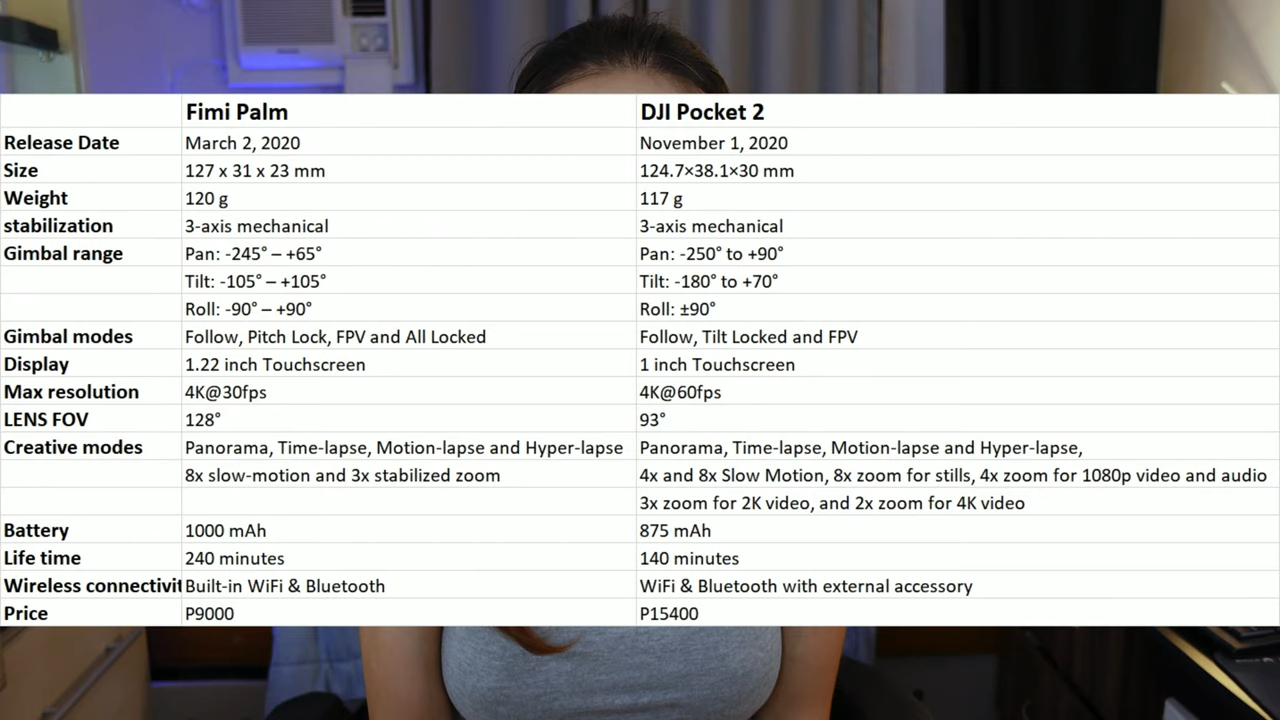 Fimi Palm DJI Pocket 2
Release Date March 2, 2020 November 1, 2020
Size 127 x 31 x 23 mm 124.7×38.1×30 mm
Weight 120 g 117 g
stabilization 3-axis mechanical 3-axis mechanical
Gimbal range Pan: -245° – +65° Pan: -250° to +90°
Tilt: -105° – +105° Tilt: -180° to +70°
Roll: -90° – +90° Roll: ±90°
Gimbal modes Follow, Pitch Lock, FPV and All Locked Follow, Tilt Locked and FPV
Display 1.22 inch Touchscreen 1 inch Touchscreen
Max resolution 4K@30fps 4K@60fps
LENS FOV 128° 93°
Creative modes Panorama, Time-lapse, Motion-lapse and Hyper-lapse Panorama, Time-lapse, Motion-lapse and Hyper-lapse,
8x slow-motion and 3x stabilized zoom 4x and 8x Slow Motion, 8x zoom for stills, 4x zoom for 1080p video and audio
3x zoom for 2K video, and 2x zoom for 4K video
Battery 1000 mAh 875 mAh
Life time 240 minutes 140 minutes
Wireless connectivit Built-in WiFi & Bluetooth WiFi & Bluetooth with external accessory
Price P9000 P15400